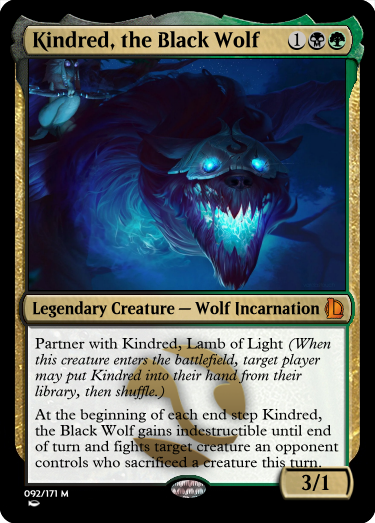 Kindred, the Black Wolf
1
Legendary Creature — Wolf Incarnation
Partner with Kindred, Lamb of Light (When
this creature enters the battlefield, target player
may put Kindred into their hand from their
library, then shuffle.)
At the beginning of each end step Kindred,
the Black Wolf gains indestructible until end
of turn and fights target creature an opponent
controls who sacrificed a creature this turn.
3/1
092/171 M